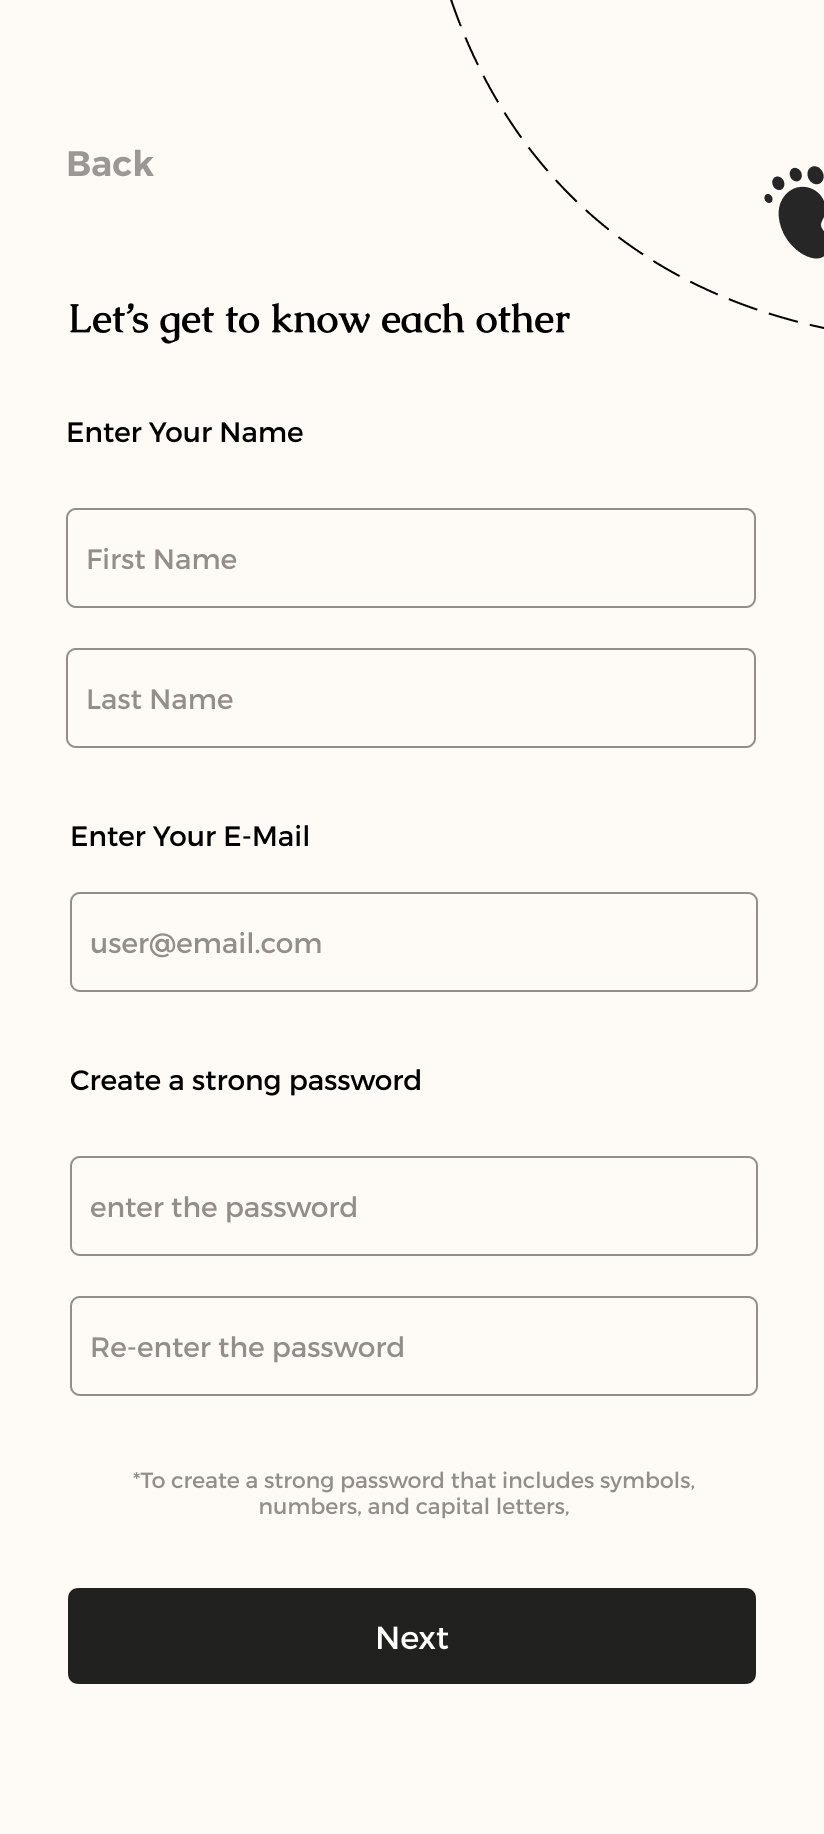 Back
Let’s get to know each other
Enter Your Name
First Name
Last Name
Enter Your E-Mail
user@email.com
Create a strong password
enter the password
Re-enter the password
*To create a strong password that includes symbols,
numbers, and capital letters,
Next